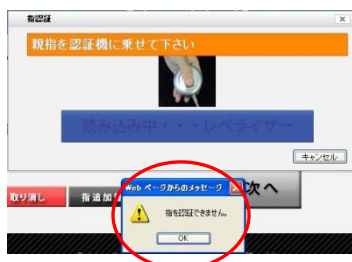 指認証
親指を認証機に乗せて下さい
読み込み中・・・レベライザー
キャンセル
取り消し
指追加
次へ
Web ページからのメッセージ
指を認証できません。
OK